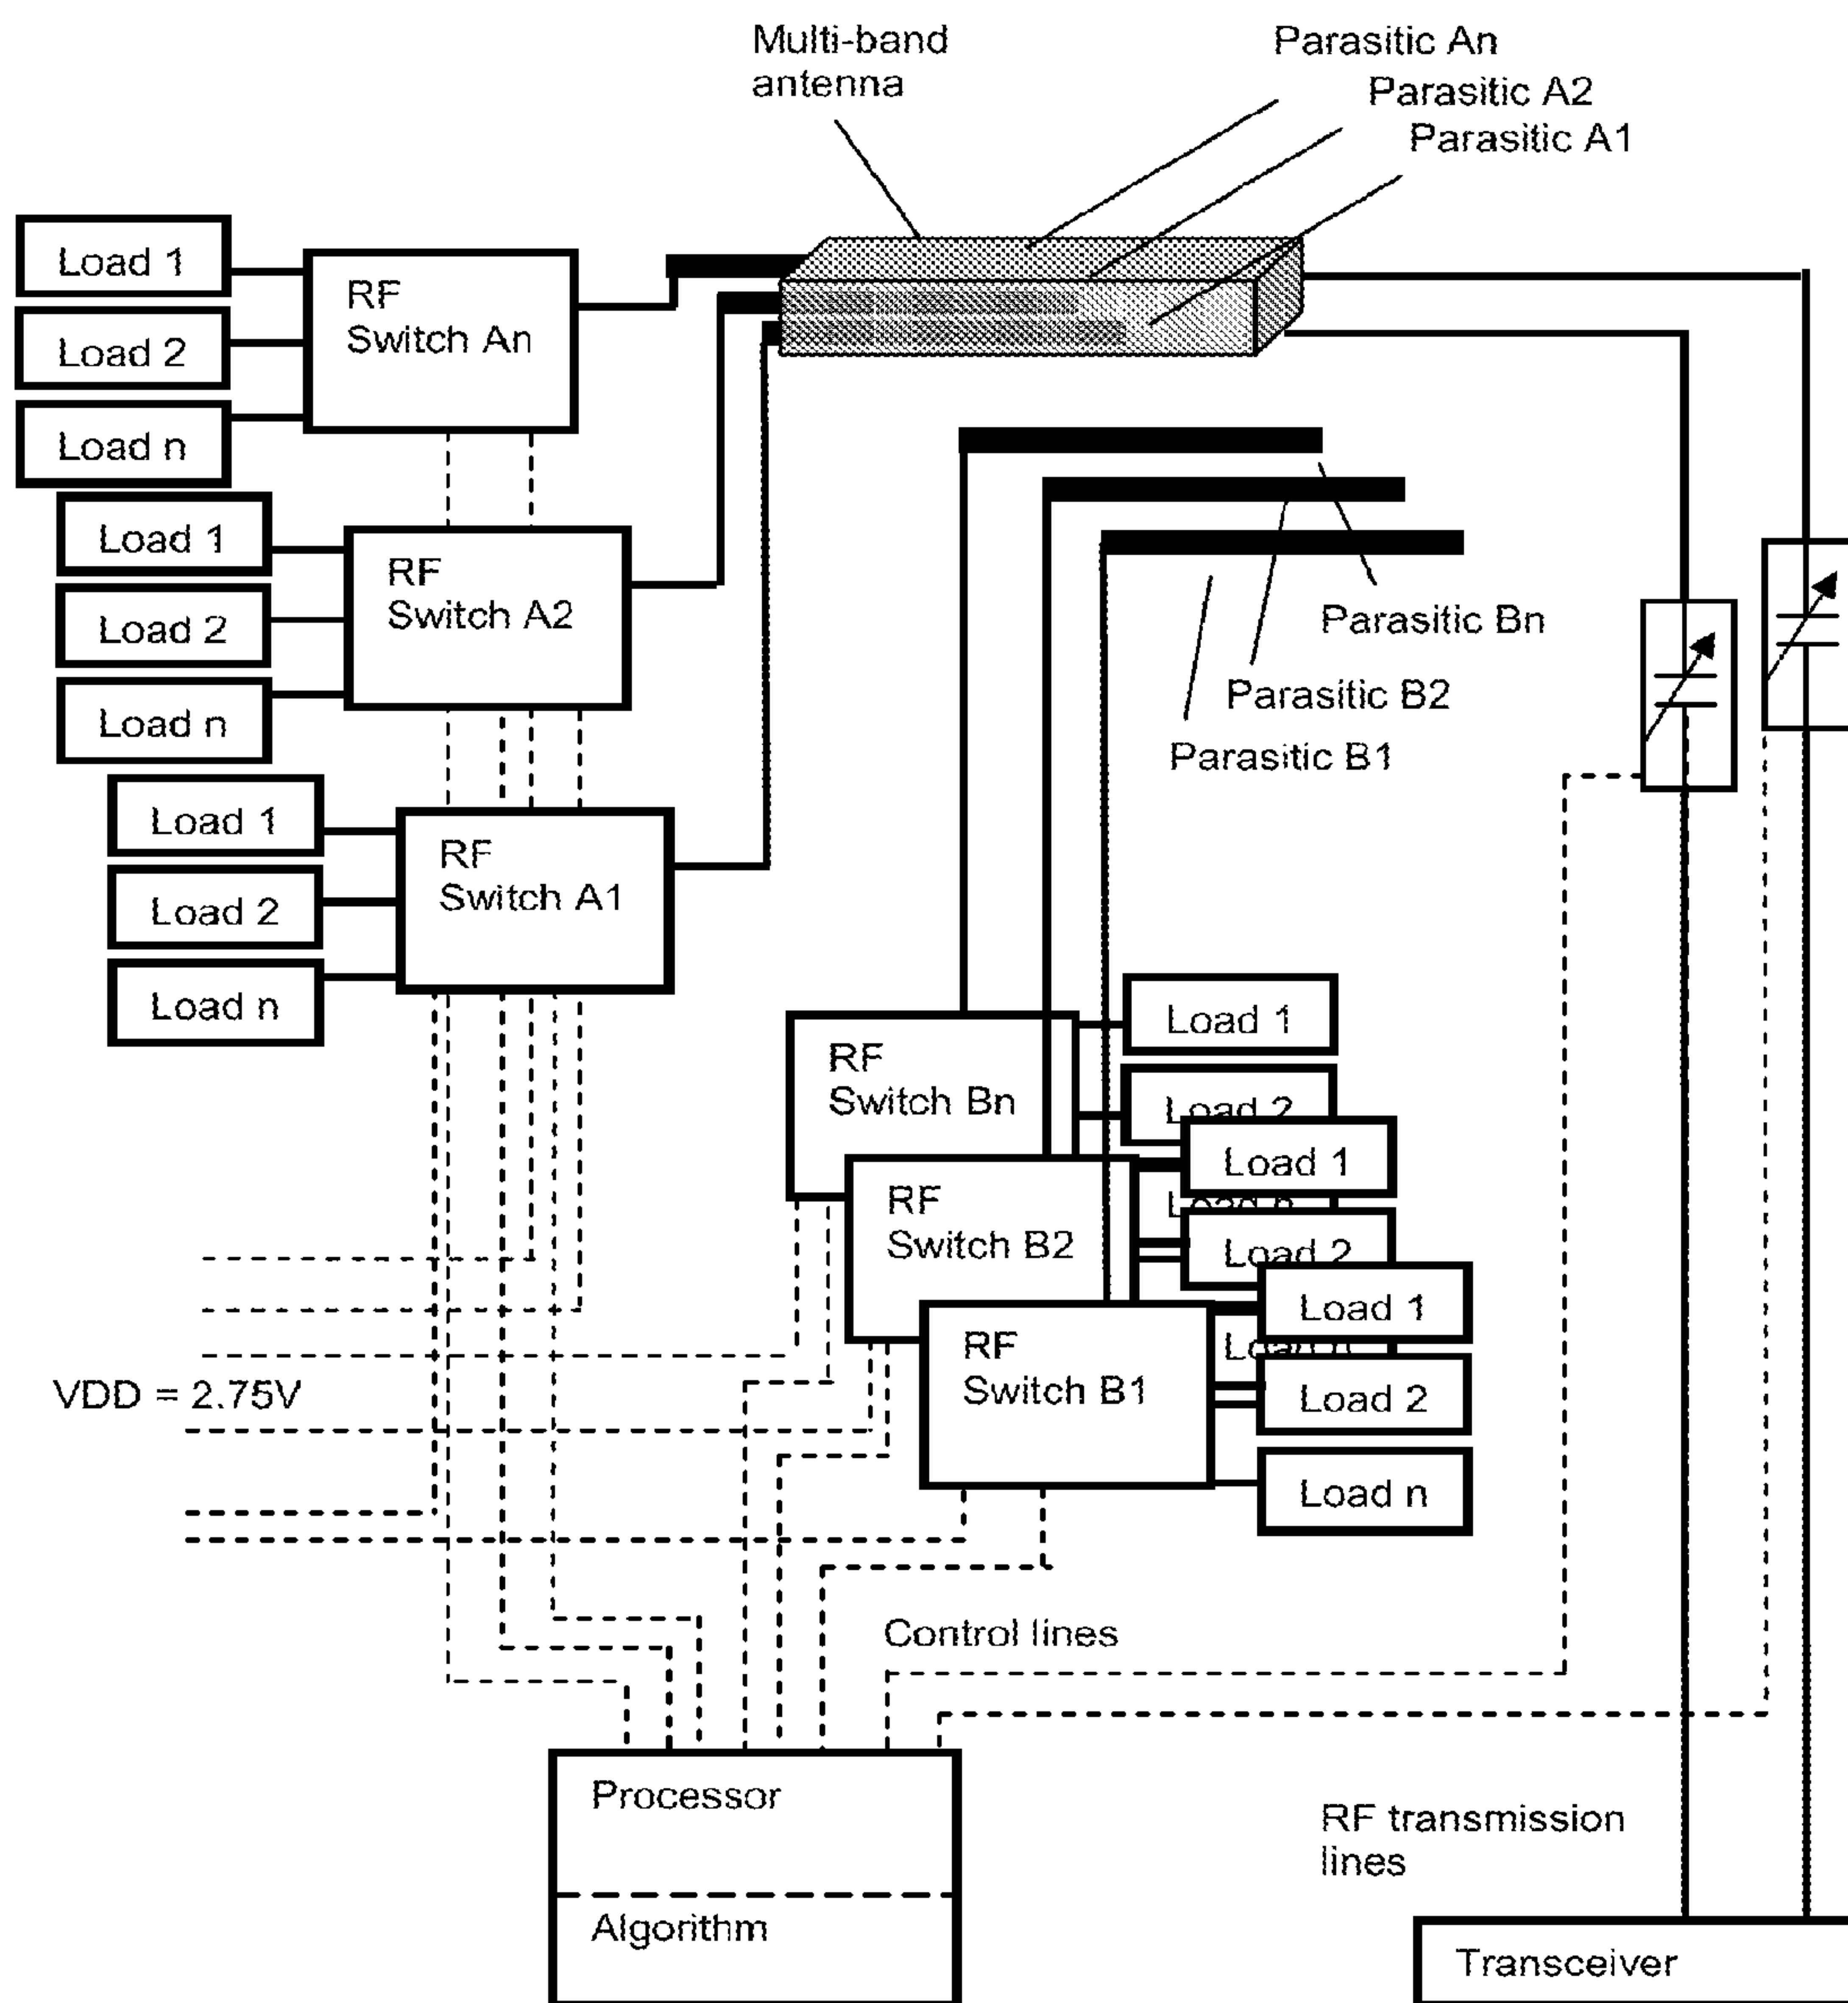 Multi-band
antenna
Parasitic An
Parasitic A2
Parasitic A1
Load 1
Load 2
Load n
RF
Switch An
Load 1
Load 2
Load n
RF
Switch A2
Load 1
Load 2
Load n
RF
Switch A1
Parasitic Bn
Parasitic B2
Parasitic B1
RF
Switch Bn
Load 1
Load 2
RF
Switch B2
Load 1
Load 2
RF
Switch B1
Load 1
Load 2
Load n
VDD = 2.75V
Control lines
Processor
Algorithm
RF transmission
lines
Transceiver